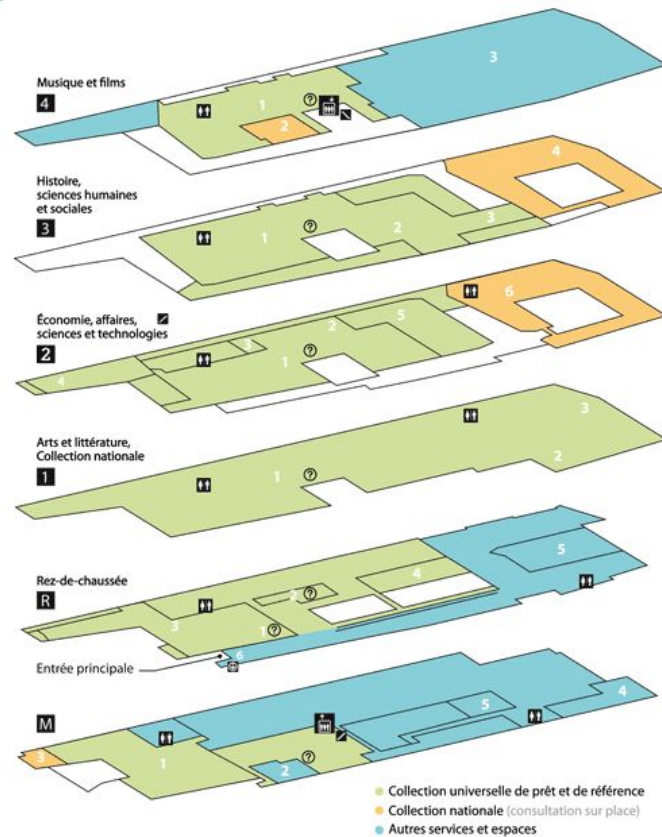 Musique et films
4
1
2
3
Histoire,
sciences humaines
et sociales
3
1
2
3
4
Économie, affaires,
sciences et technologies
2
1
2
3
4
5
6
Arts et littérature,
Collection nationale
1
1
2
3
Rez-de-chaussée
R
1
2
3
4
5
6
Entrée principale
M
1
2
3
4
5
Collection universelle de prêt et de référence
Collection nationale (consultation sur place)
Autres services et espaces